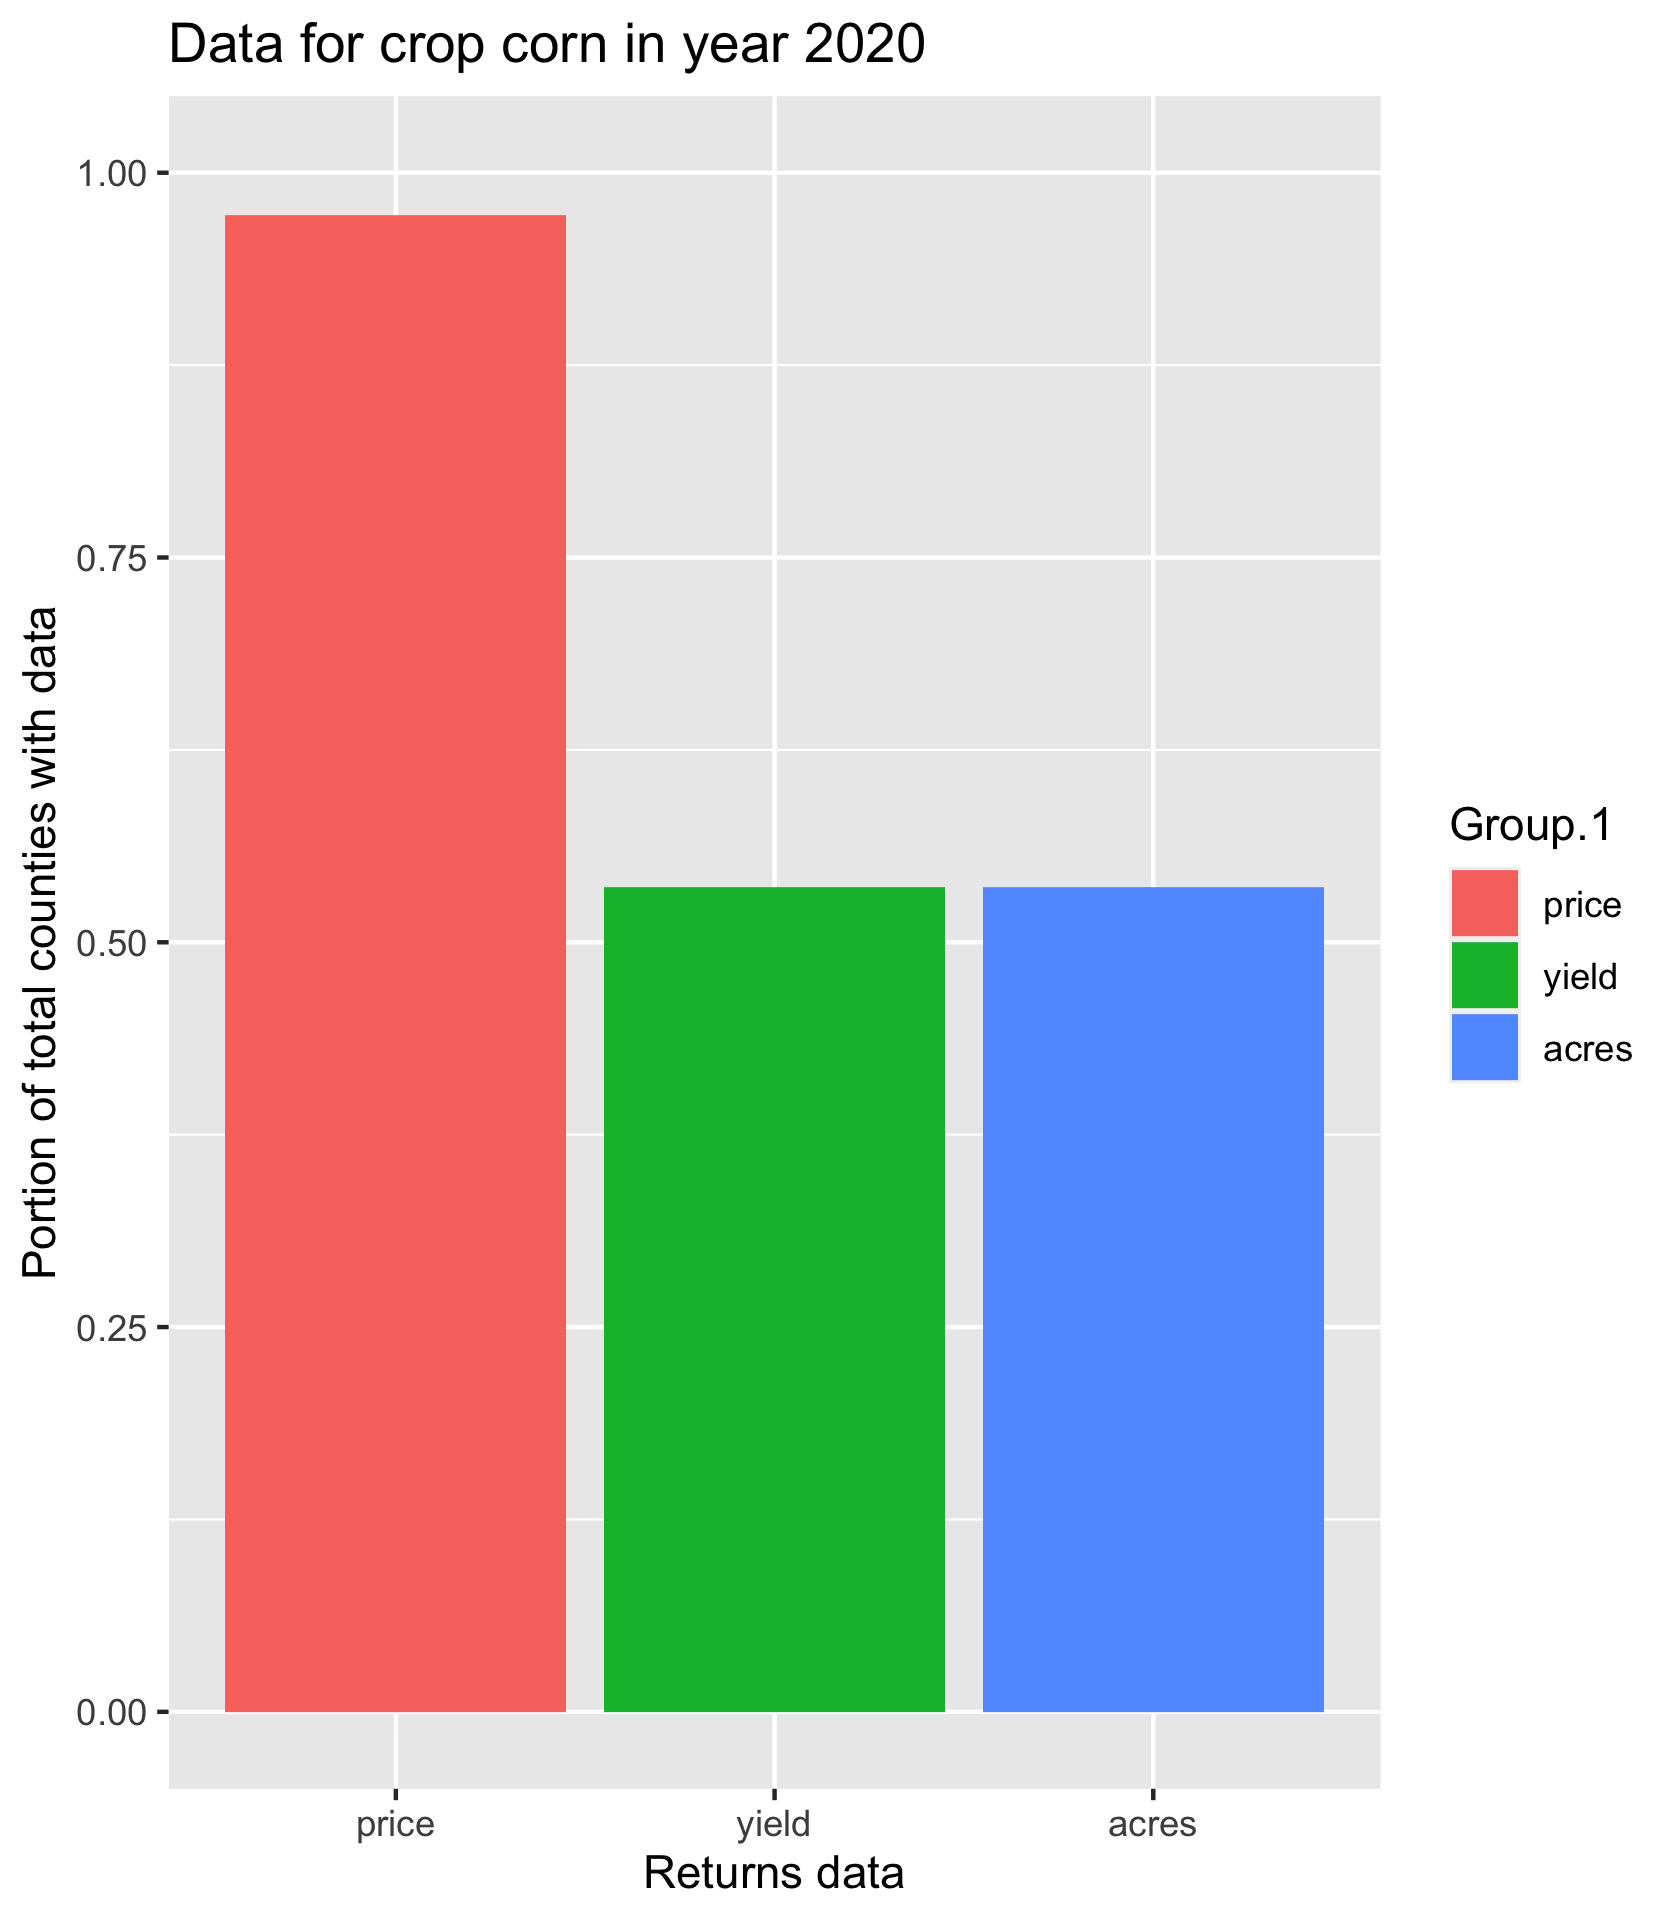 Data for crop corn in year 2020
Portion of total counties with data
1.00
0.75
0.50
0.25
0.00
price
yield
acres
Returns data
Group.1
price
yield
acres